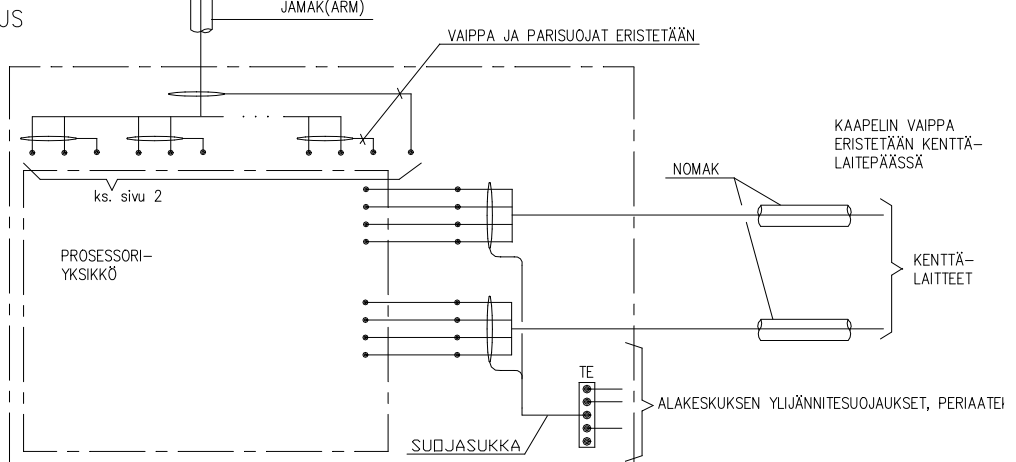 JAMAK(ARM)
VAIPPA JA PARISUOJAT ERISTETÄÄN
KAAPELIN VAIPPA
ERISTETÄÄN KENTTÄ-
LAITEPÄÄSSÄ
NOMAK
ks. sivu 2
PROSESSORI-
YKSIKKÖ
KENTTÄ-
LAITTEET
TE
ALAKESKUKSEN YLIJÄNNITESUOJAUKSET,
SUOJASUKKA